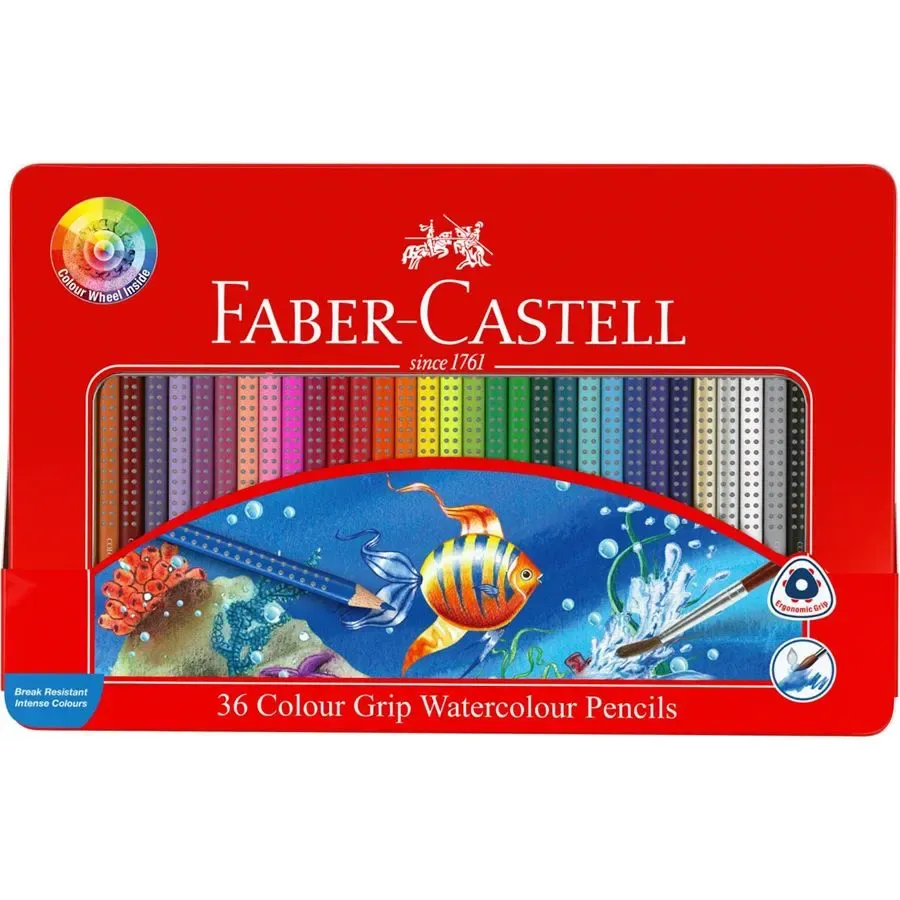 Colour Wheel Inside
FABER-CASTELL
since 1761
Ergonomic Grip
Break Resistant
Intense Colours
36 Colour Grip Watercolour Pencils